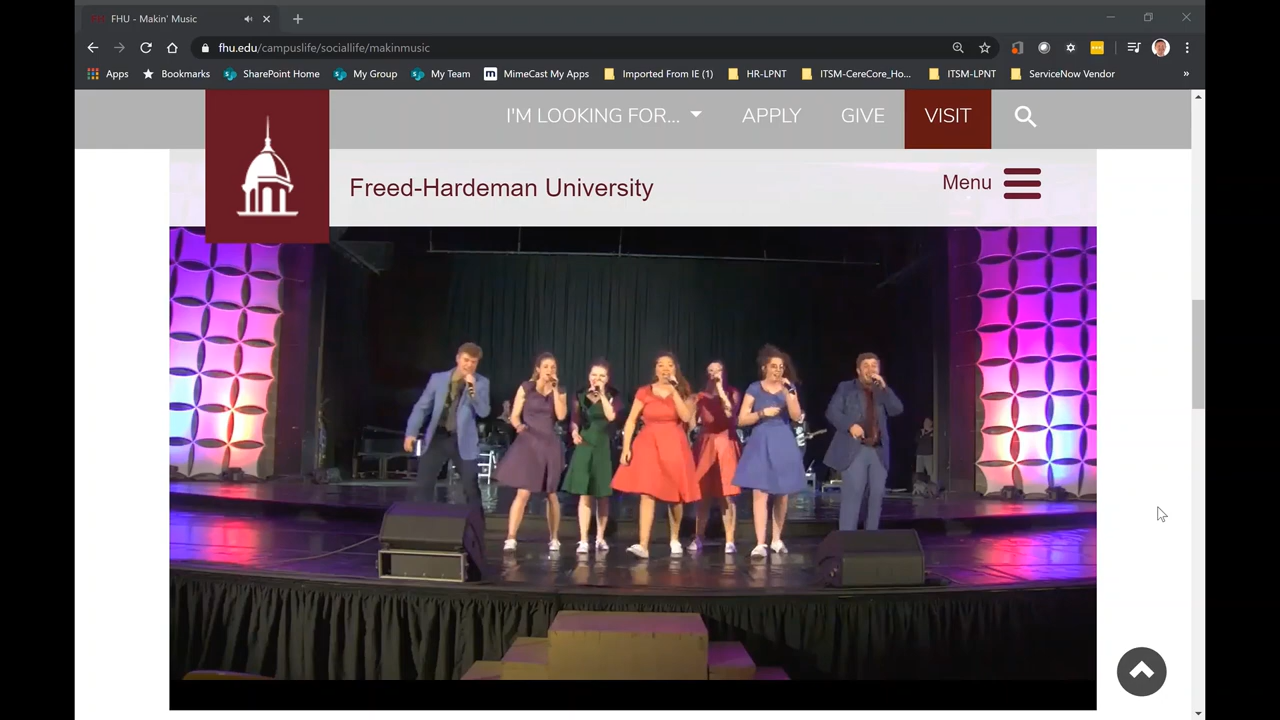 FHU - Makin' Music
fhu.edu/campuslife/sociallife/makinmusic
Apps Bookmarks SharePoint Home My Group My Team m MimeCast My Apps Imported From IE (1) HR-LPNT ITSM-CereCore_Ho... ITSM-LPNT ServiceNow Vendor »
I'M LOOKING FOR... APPLY GIVE VISIT
Freed-Hardeman University Menu